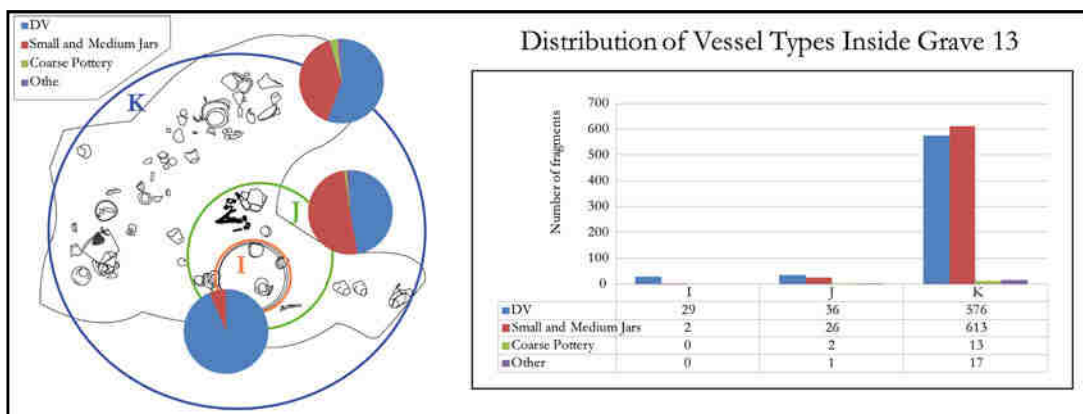 DV
Small and Medium Jars
Coarse Pottery
Othe
K
J
I
Distribution of Vessel Types Inside Grave 13
Number of fragments
700
600
500
400
300
200
100
0
I J K
DV 29 36 576
Small and Medium Jars 2 26 613
Coarse Pottery 0 2 13
Other 0 1 17